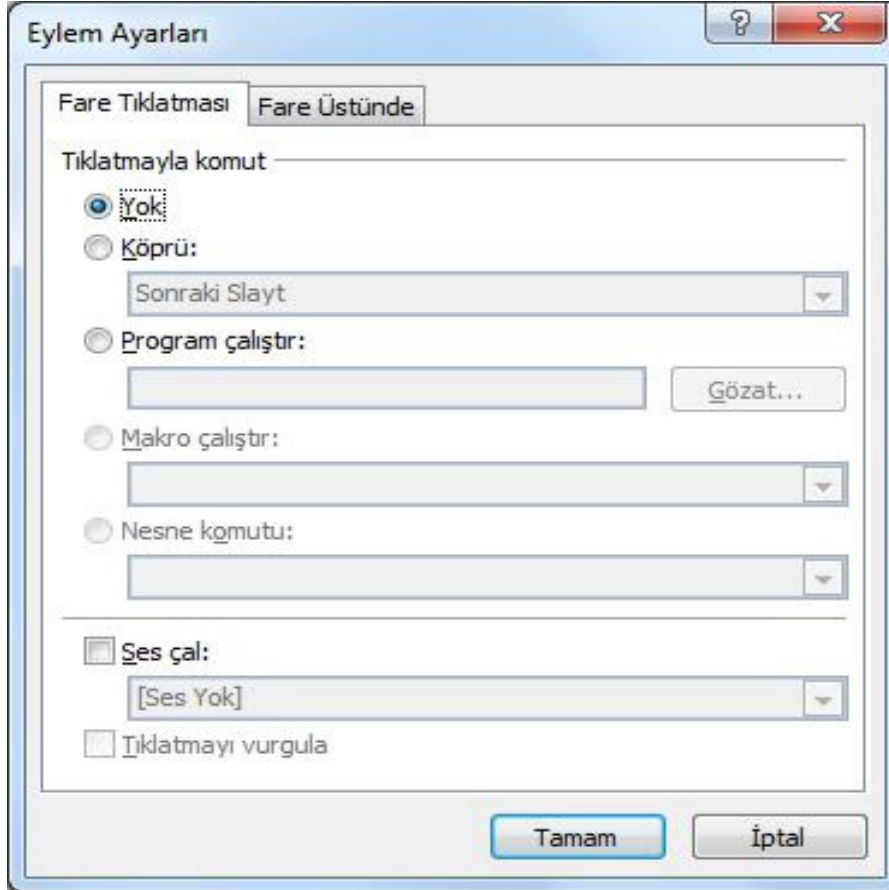 Eylem Ayarları
Fare Tıklatması Fare Üstünde
Tıklatmayla komut
Yok
Köprü:
Sonraki Slayt
Program çalıştır:
Gözat...
Makro çalıştır:
Nesne komutu:
Ses çal:
[Ses Yok]
Tıklatmayı vurgula
Tamam İptal